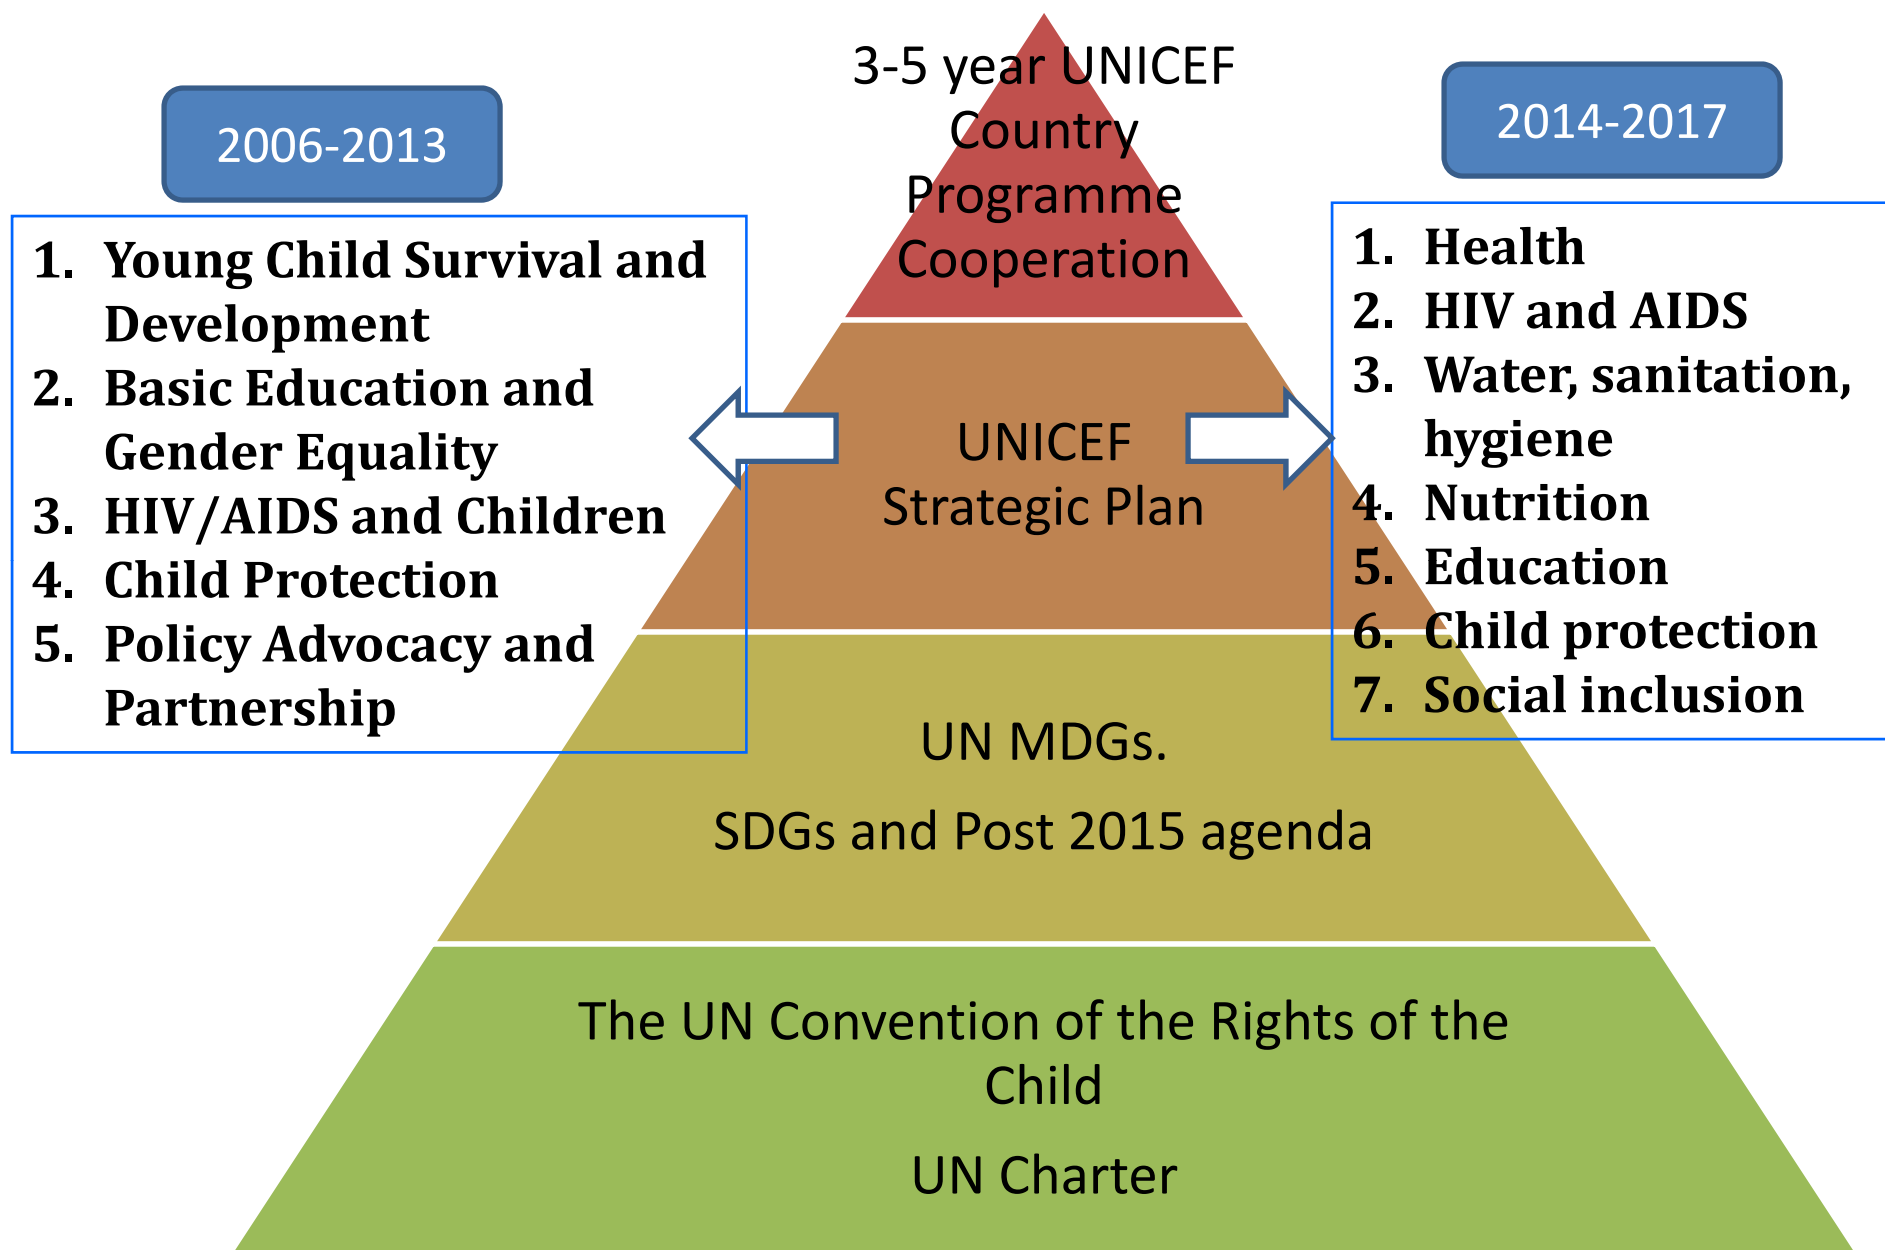 2006-2013
1. Young Child Survival and
Development
2. Basic Education and
Gender Equality
3. HIV/AIDS and Children
4. Child Protection
5. Policy Advocacy and
Partnership
3-5 year UNICEF
Country
Programme
Cooperation
UNICEF
Strategic Plan
UN MDGs.
SDGs and Post 2015 agenda
The UN Convention of the Rights of the
Child
UN Charter
2014-2017
1. Health
2. HIV and AIDS
3. Water, sanitation,
hygiene
4. Nutrition
5. Education
6. Child protection
7. Social inclusion